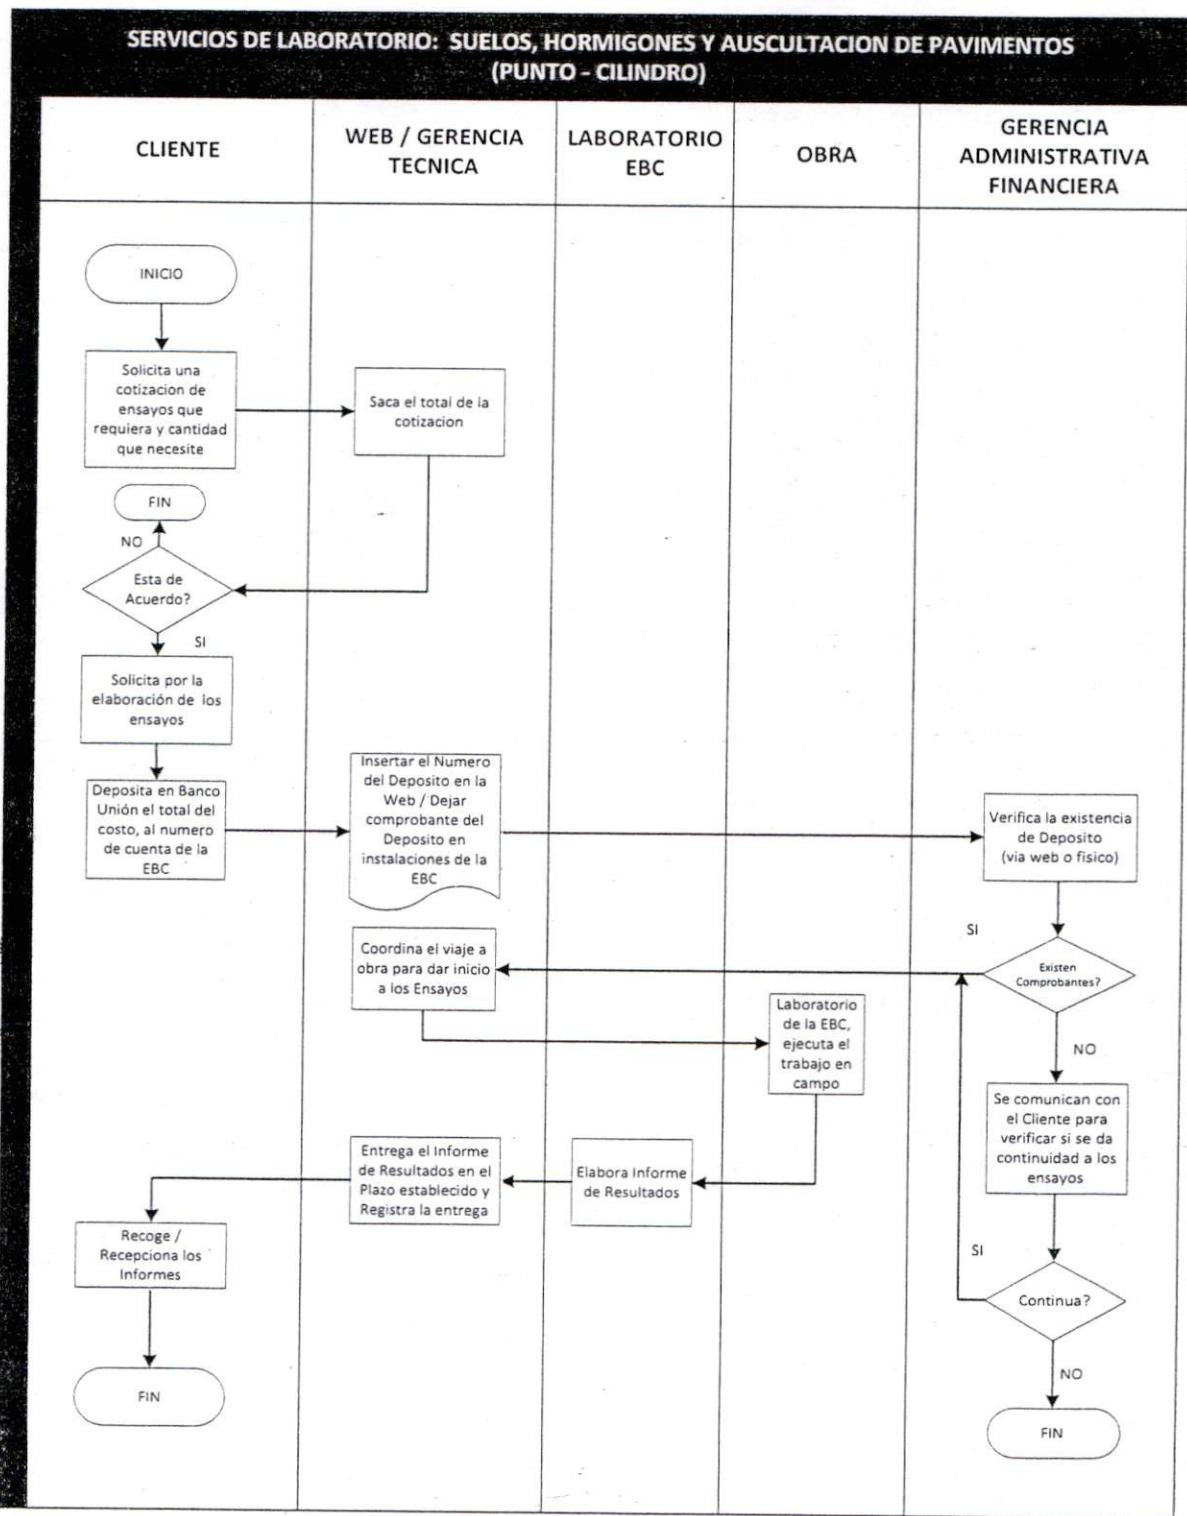 SERVICIOS DE LABORATORIO: SUELOS, HORMIGONES Y AUSCULTACION DE PAVIMENTOS
(PUNTO - CILINDRO)
CLIENTE
WEB / GERENCIA
TECNICA
LABORATORIO
EBC
OBRA
GERENCIA
ADMINISTRATIVA
FINANCIERA
INICIO
Solicita una
cotizacion de
ensayos que
requiera y cantidad
que necesite
Saca el total de la
cotizacion
FIN
NO
Esta de
Acuerdo?
SI
Solicita por la
elaboración de los
ensayos
Deposita en Banco
Unión el total del
costo, al numero
de cuenta de la
EBC
Insertar el Numero
del Deposito en la
Web / Dejar
comprobante del
Deposito en
instalaciones de la
EBC
Verifica la existencia
de Deposito
(via web o fisico)
SI
Existen
Comprobantes?
Coordina el viaje a
obra para dar inicio
a los Ensayos
Laboratorio
de la EBC,
ejecuta el
trabajo en
campo
NO
Se comunican con
el Cliente para
verificar si se da
continuidad a los
ensayos
Elabora Informe
de Resultados
Entrega el Informe
de Resultados en el
Plazo establecido y
Registra la entrega
Recoge /
Recepciona los
Informes
SI
Continua?
NO
FIN
FIN